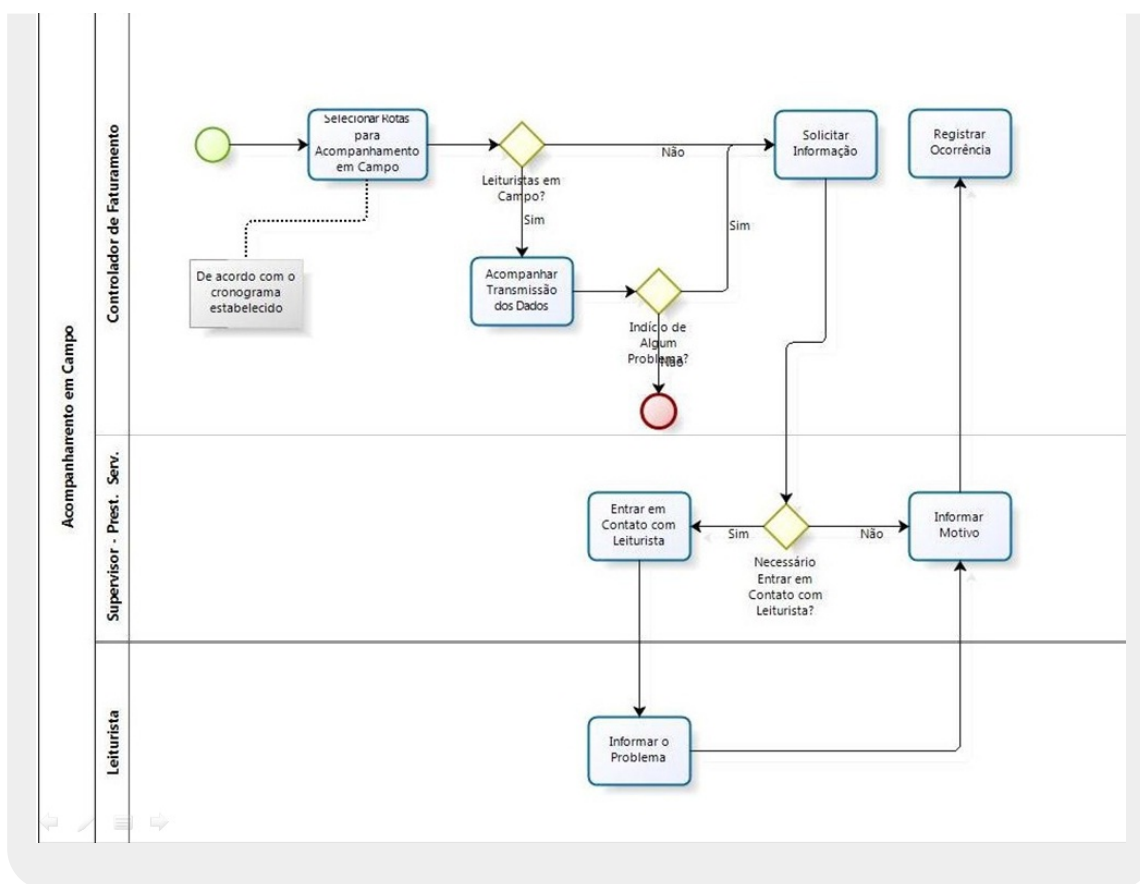 Acompanhamento em Campo
Controlador de Faturamento
Selecionar Rotas
para
Acompanhamento
em Campo
De acordo com o
cronograma
estabelecido
Leituristas em
Campo?
Não
Sim
Acompanhar
Transmissão
dos Dados
Indício de
Algum
Problema?
Não
Sim
Solicitar
Informação
Registrar
Ocorrência
Supervisor - Prest. Serv.
Entrar em
Contato com
Leiturista
Sim
Necessário
Entrar em
Contato com
Leiturista?
Não
Informar
Motivo
Leiturista
Informar o
Problema